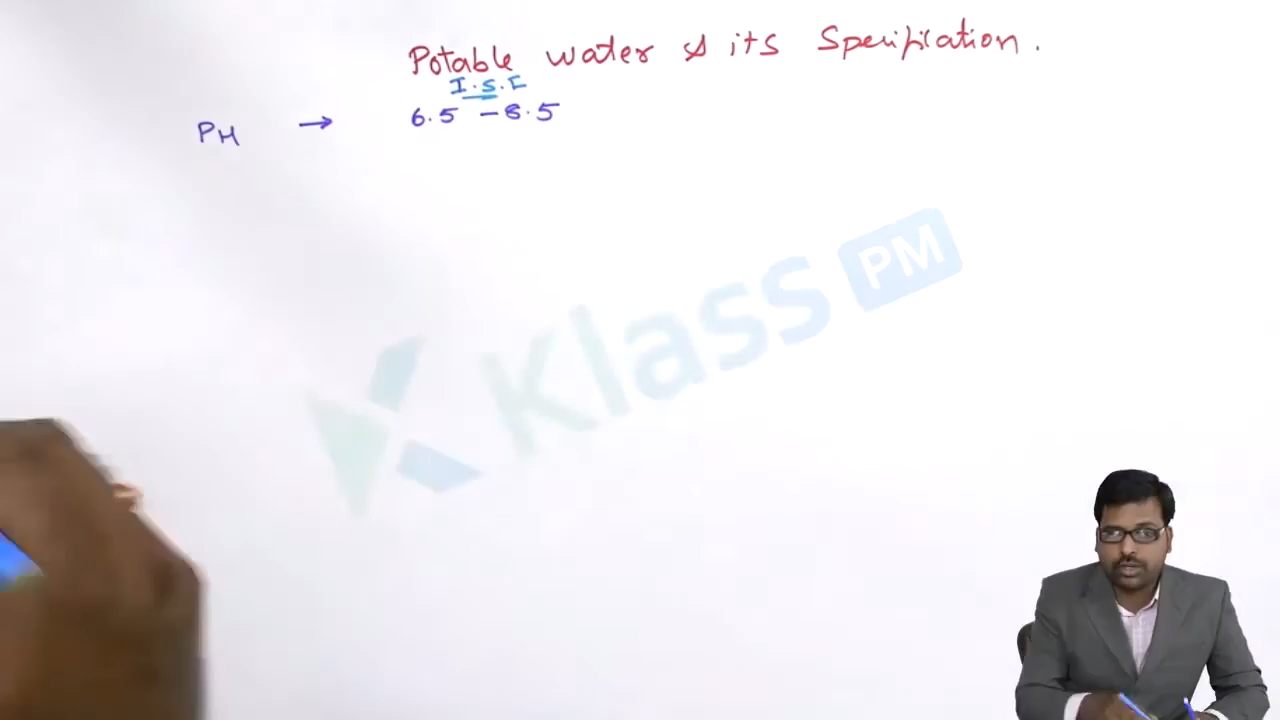 Potable water & its Specification.
I.S.I
PH → 6.5 - 8.5
Klass PM